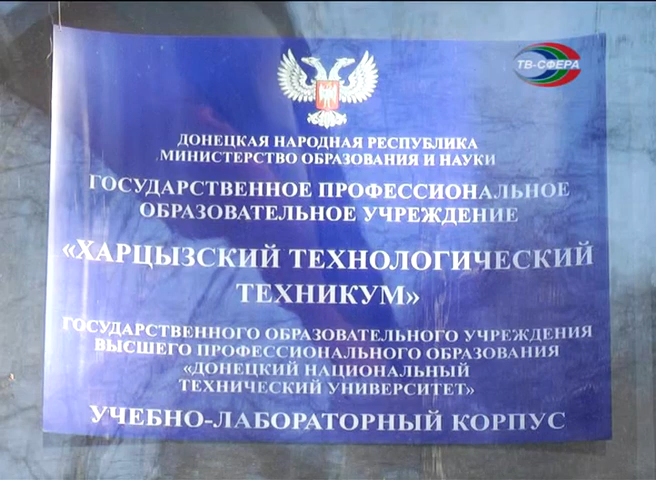 ТВ-СФЕРА
ДОНЕЦКАЯ НАРОДНАЯ РЕСПУБЛИКА
МИНИСТЕРСТВО ОБРАЗОВАНИЯ И НАУКИ
ГОСУДАРСТВЕННОЕ ПРОФЕССИОНАЛЬНОЕ
ОБРАЗОВАТЕЛЬНОЕ УЧРЕЖДЕНИЕ
«ХАРЦЫЗСКИЙ ТЕХНОЛОГИЧЕСКИЙ
ТЕХНИКУМ»
ГОСУДАРСТВЕННОГО ОБРАЗОВАТЕЛЬНОГО УЧРЕЖДЕНИЯ
ВЫСШЕГО ПРОФЕССИОНАЛЬНОГО ОБРАЗОВАНИЯ
«ДОНЕЦКИЙ НАЦИОНАЛЬНЫЙ
ТЕХНИЧЕСКИЙ УНИВЕРСИТЕТ»
УЧЕБНО-ЛАБОРАТОРНЫЙ КОРПУС